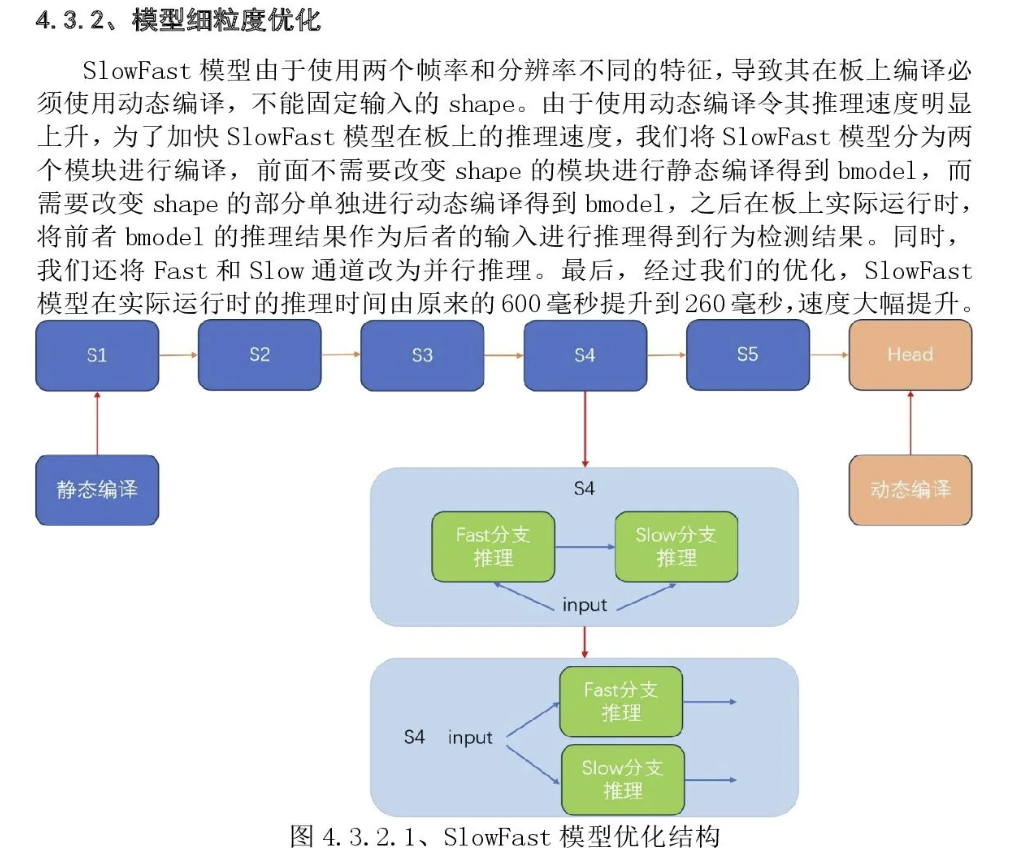 4.3.2、模型细粒度优化
SlowFast 模型由于使用两个帧率和分辨率不同的特征，导致其在板上编译必
须使用动态编译，不能固定输入的 shape。由于使用动态编译令其推理速度明显
上升，为了加快 SlowFast 模型在板上的推理速度，我们将 SlowFast 模型分为两
个模块进行编译，前面不需要改变 shape 的模块进行静态编译得到 bmodel，而
需要改变 shape 的部分单独进行动态编译得到 bmodel，之后在板上实际运行时，
将前者 bmodel 的推理结果作为后者的输入进行推理得到行为检测结果。同时，
我们还将 Fast 和 Slow 通道改为并行推理。最后，经过我们的优化，SlowFast
模型在实际运行时的推理时间由原来的 600 毫秒提升到 260 毫秒，速度大幅提升。
S1
S2
S3
S4
S5
Head
静态编译
动态编译
S4
Fast分支
推理
Slow分支
推理
input
Fast分支
推理
S4
input
Slow分支
推理
图 4.3.2.1、SlowFast 模型优化结构